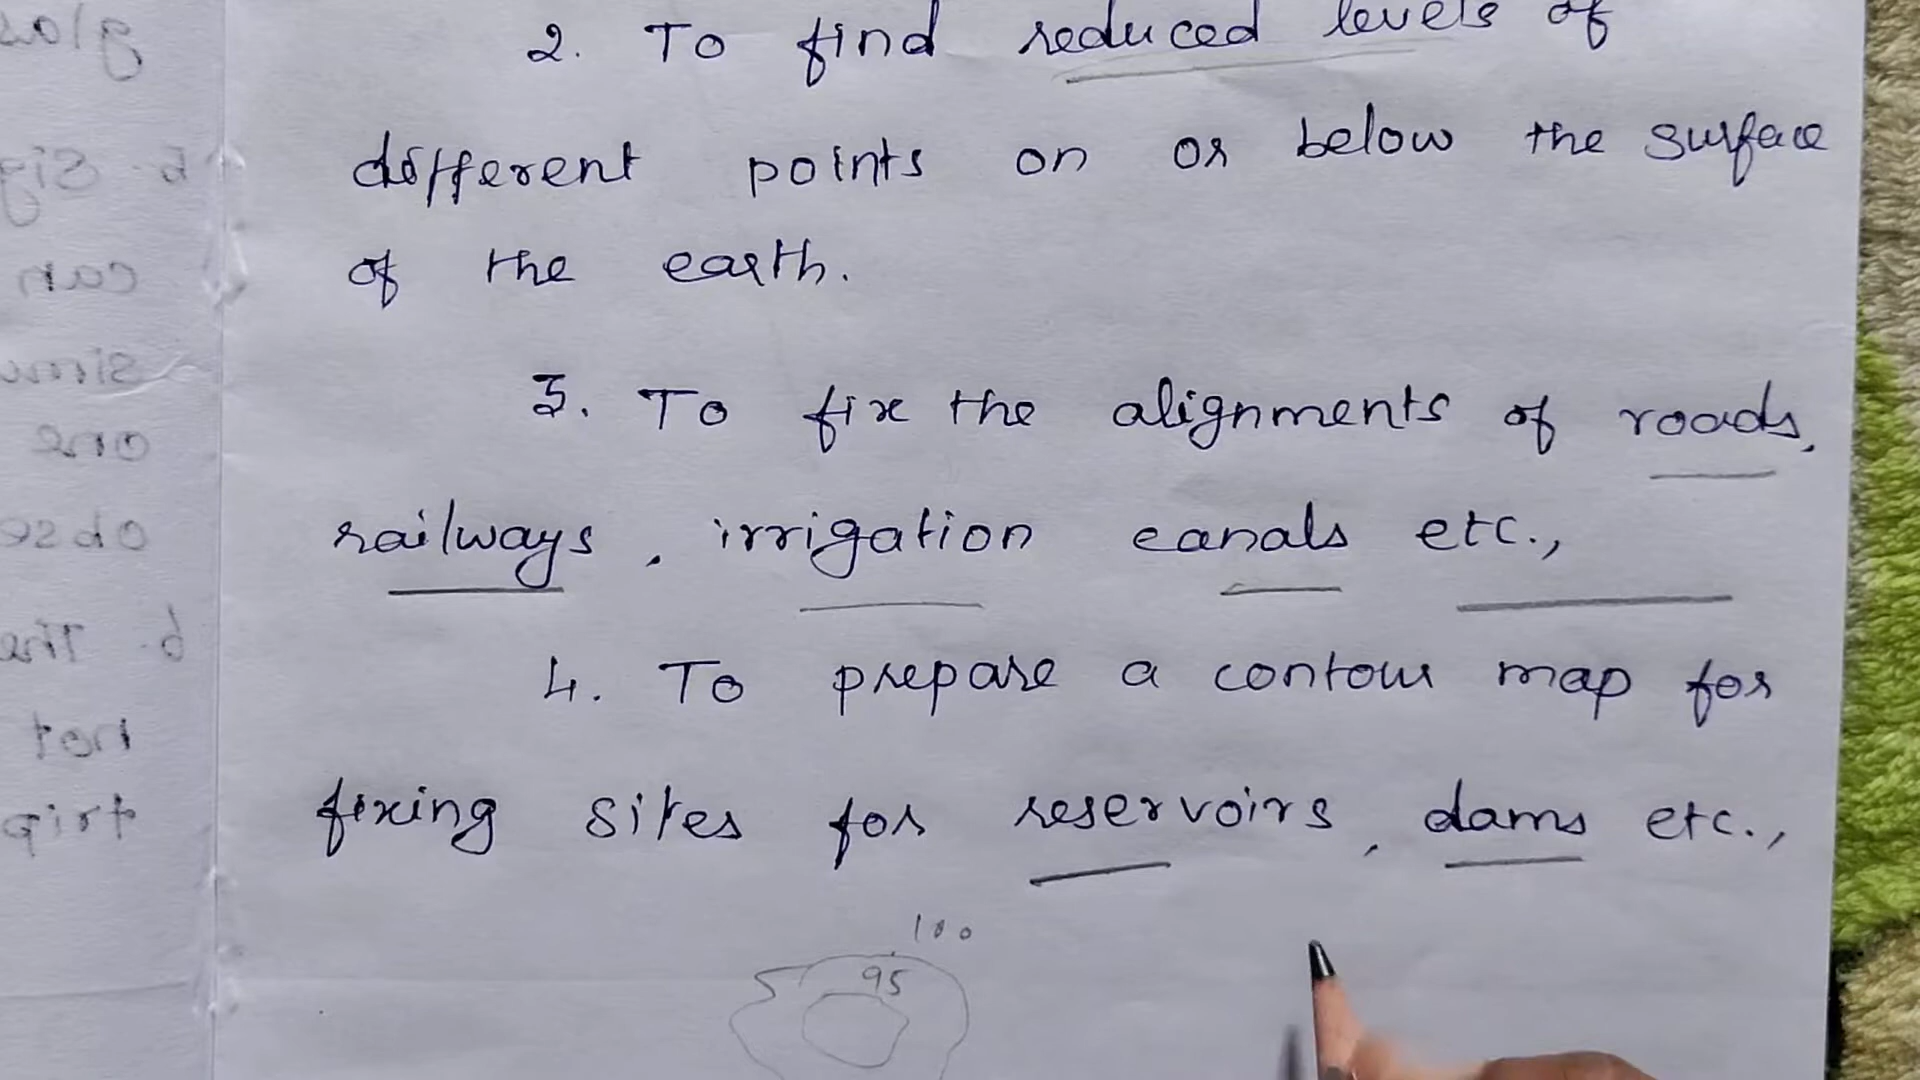 2. To find reduced levels of
different points on or below the surface
of the earth.
3. To fix the alignments of roads,
railways, irrigation canals etc.,
4. To prepare a contour map for
fixing sites for reservoirs, dams etc.,
100
95